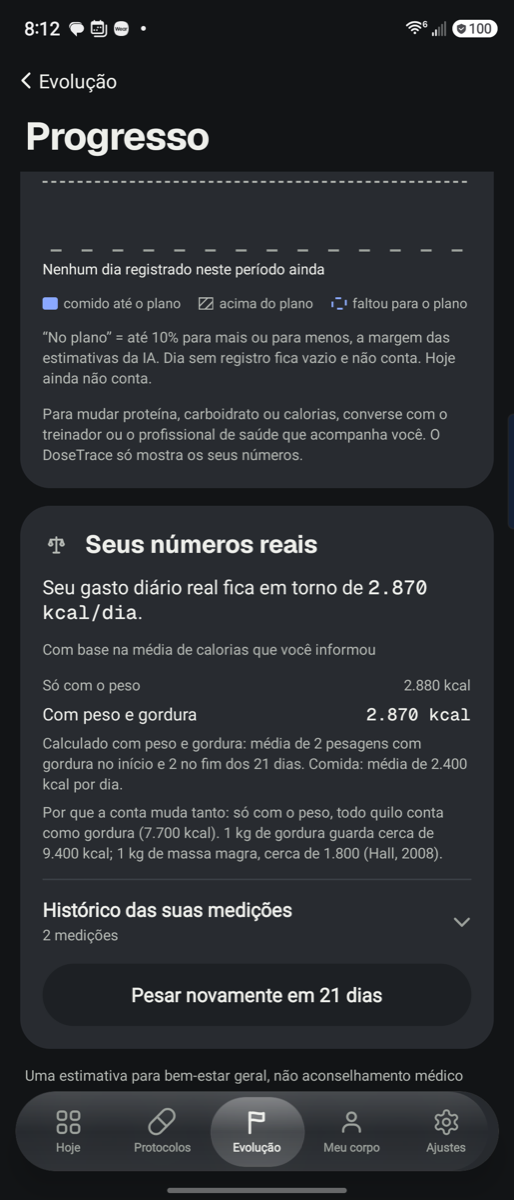 8:12
6
100
Evolução
Progresso
Nenhum dia registrado neste período ainda
comido até o plano acima do plano faltou para o plano
“No plano” = até 10% para mais ou para menos, a margem das
estimativas da IA. Dia sem registro fica vazio e não conta. Hoje
ainda não conta.
Para mudar proteína, carboidrato ou calorias, converse com o
treinador ou o profissional de saúde que acompanha você. O
DoseTrace só mostra os seus números.
Seus números reais
Seu gasto diário real fica em torno de 2.870
kcal/dia.
Com base na média de calorias que você informou
Só com o peso 2.880 kcal
Com peso e gordura 2.870 kcal
Calculado com peso e gordura: média de 2 pesagens com
gordura no início e 2 no fim dos 21 dias. Comida: média de 2.400
kcal por dia.
Por que a conta muda tanto: só com o peso, todo quilo conta
como gordura (7.700 kcal). 1 kg de gordura guarda cerca de
9.400 kcal; 1 kg de massa magra, cerca de 1.800 (Hall, 2008).
Histórico das suas medições
2 medições
Pesar novamente em 21 dias
Uma estimativa para bem-estar geral, não aconselhamento médico
Hoje Protocolos Evolução Meu corpo Ajustes